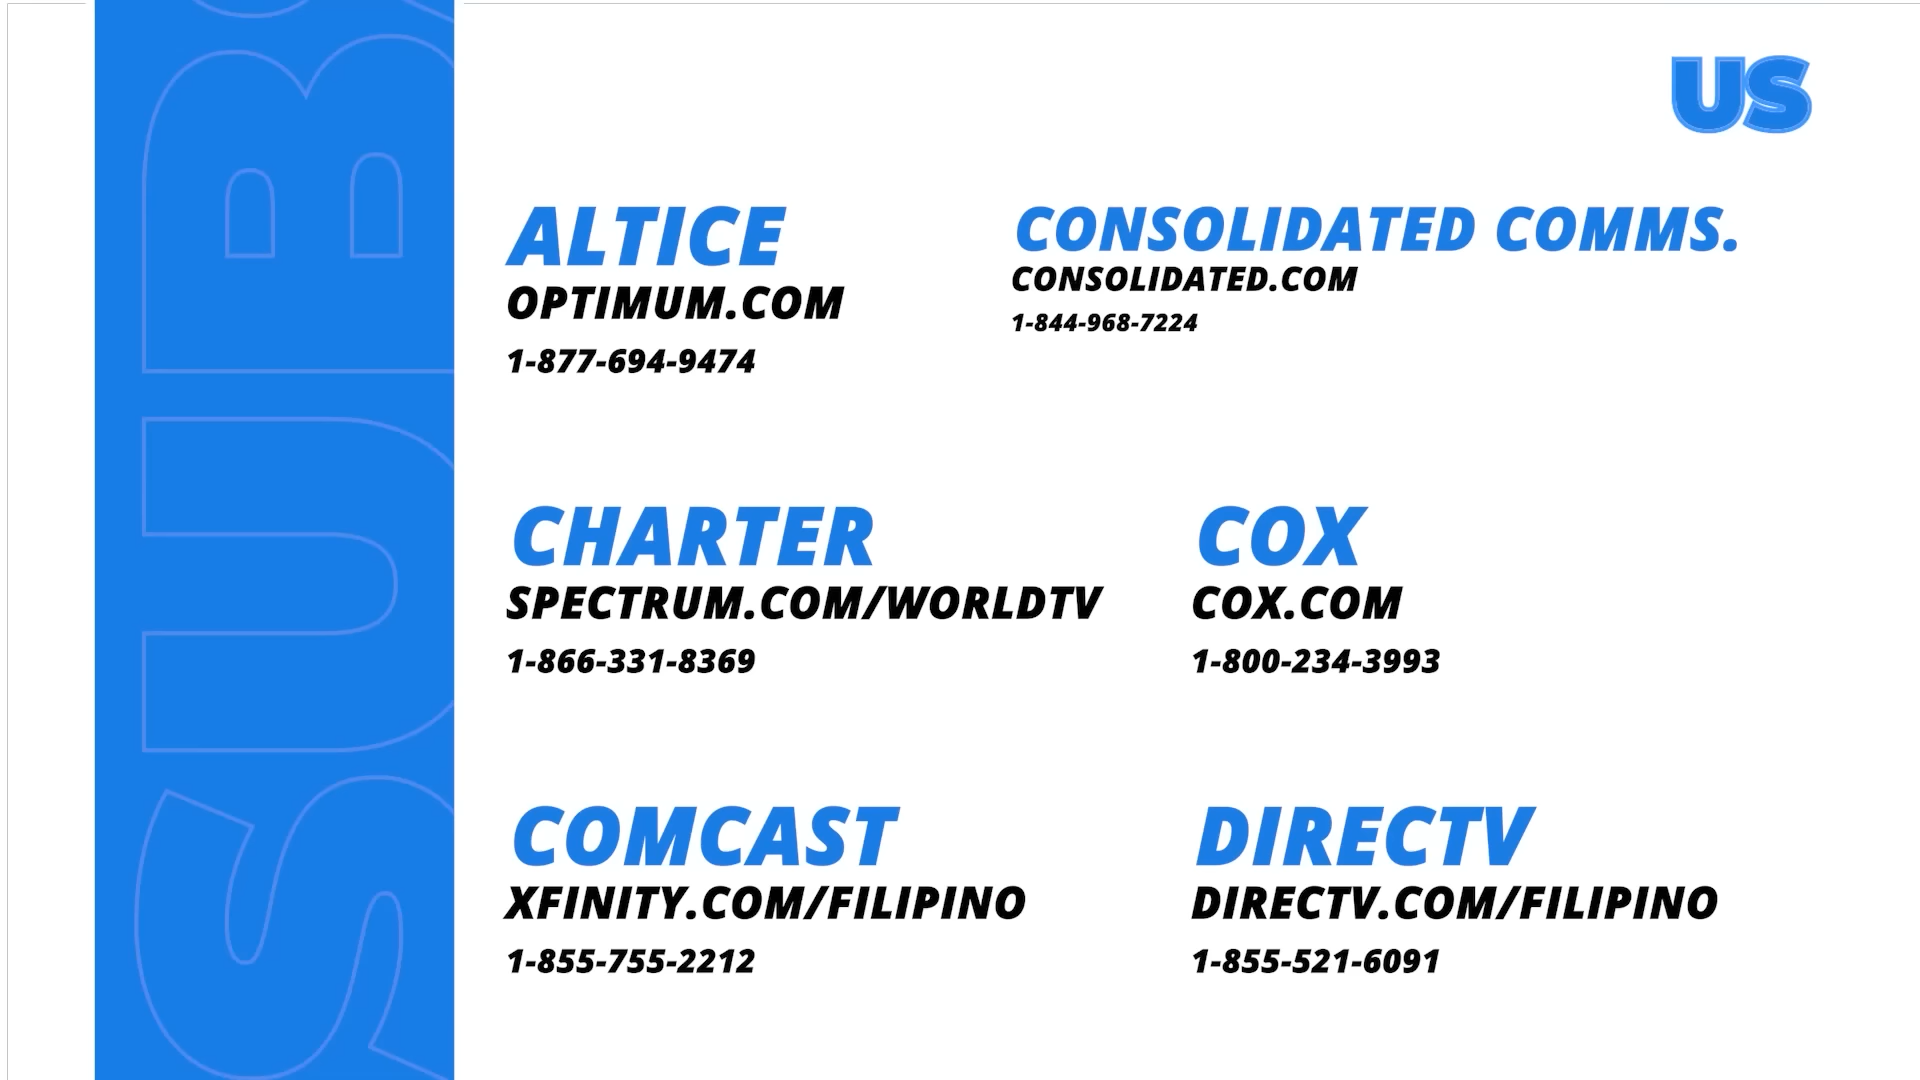 SUB
US
ALTICE
OPTIMUM.COM
1-877-694-9474
CONSOLIDATED COMMS.
CONSOLIDATED.COM
1-844-968-7224
CHARTER
SPECTRUM.COM/WORLDTV
1-866-331-8369
COX
COX.COM
1-800-234-3993
COMCAST
XFINITY.COM/FILIPINO
1-855-755-2212
DIRECTV
DIRECTV.COM/FILIPINO
1-855-521-6091